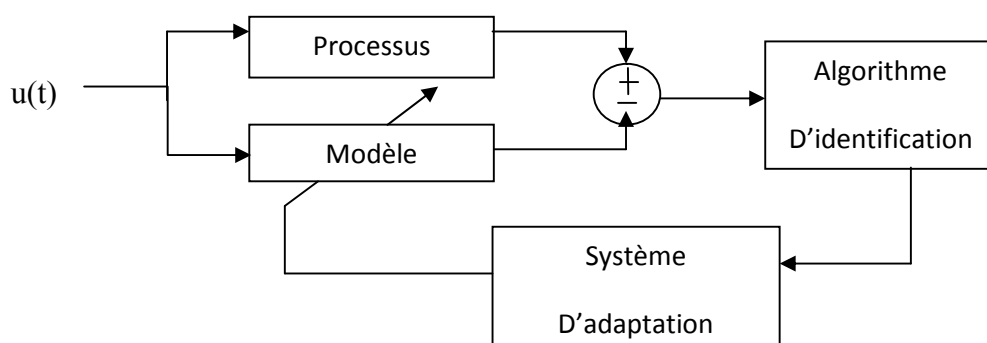 Processus
u(t)
Modèle
+
−
Algorithme
D’identification
Système
D’adaptation